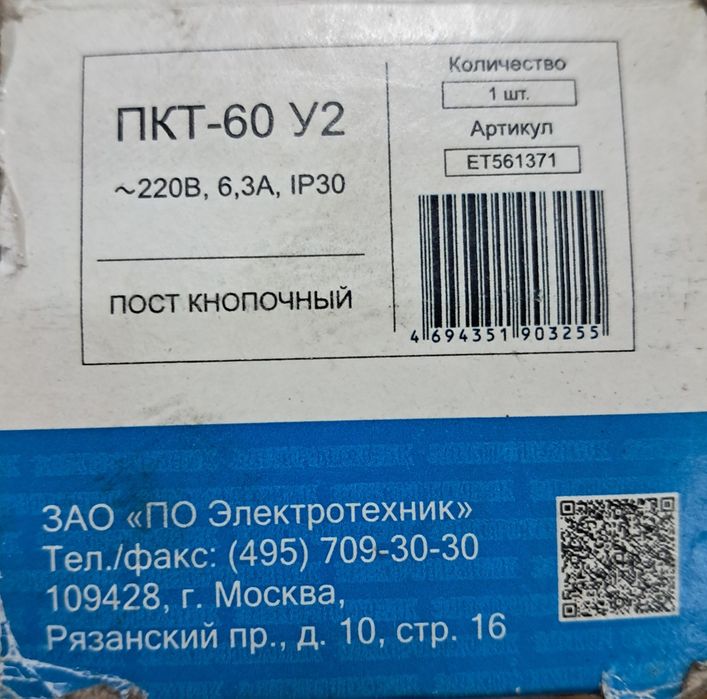 ПКТ-60 У2
~220В, 6,3А, IP30
ПОСТ КНОПОЧНЫЙ
Количество
1 шт.
Артикул
ET561371
4 694351 903255
ЗАО «ПО Электротехник»
Тел./факс: (495) 709-30-30
109428, г. Москва,
Рязанский пр., д. 10, стр. 16